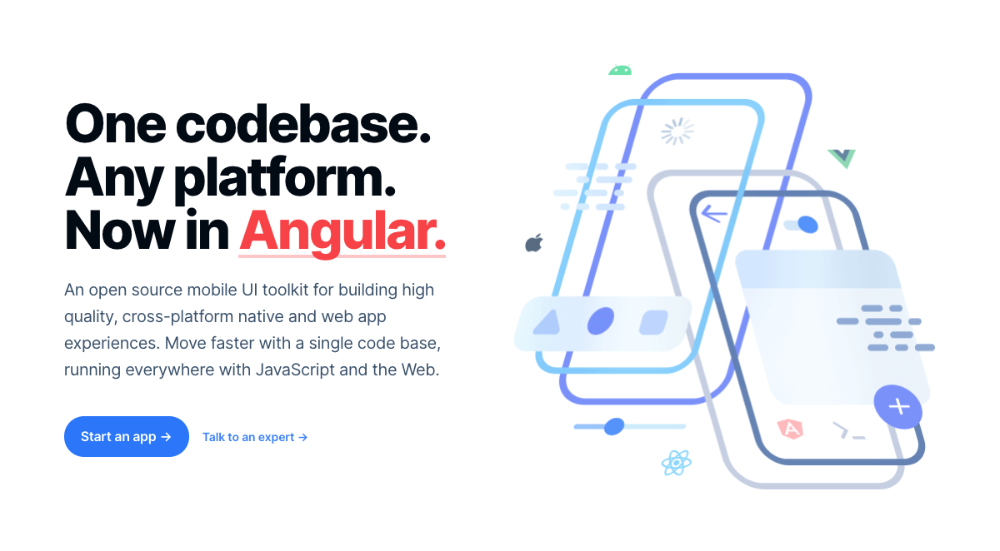 One codebase.
Any platform.
Now in Angular.
An open source mobile UI toolkit for building high
quality, cross-platform native and web app
experiences. Move faster with a single code base,
running everywhere with JavaScript and the Web.
Start an app →
Talk to an expert →